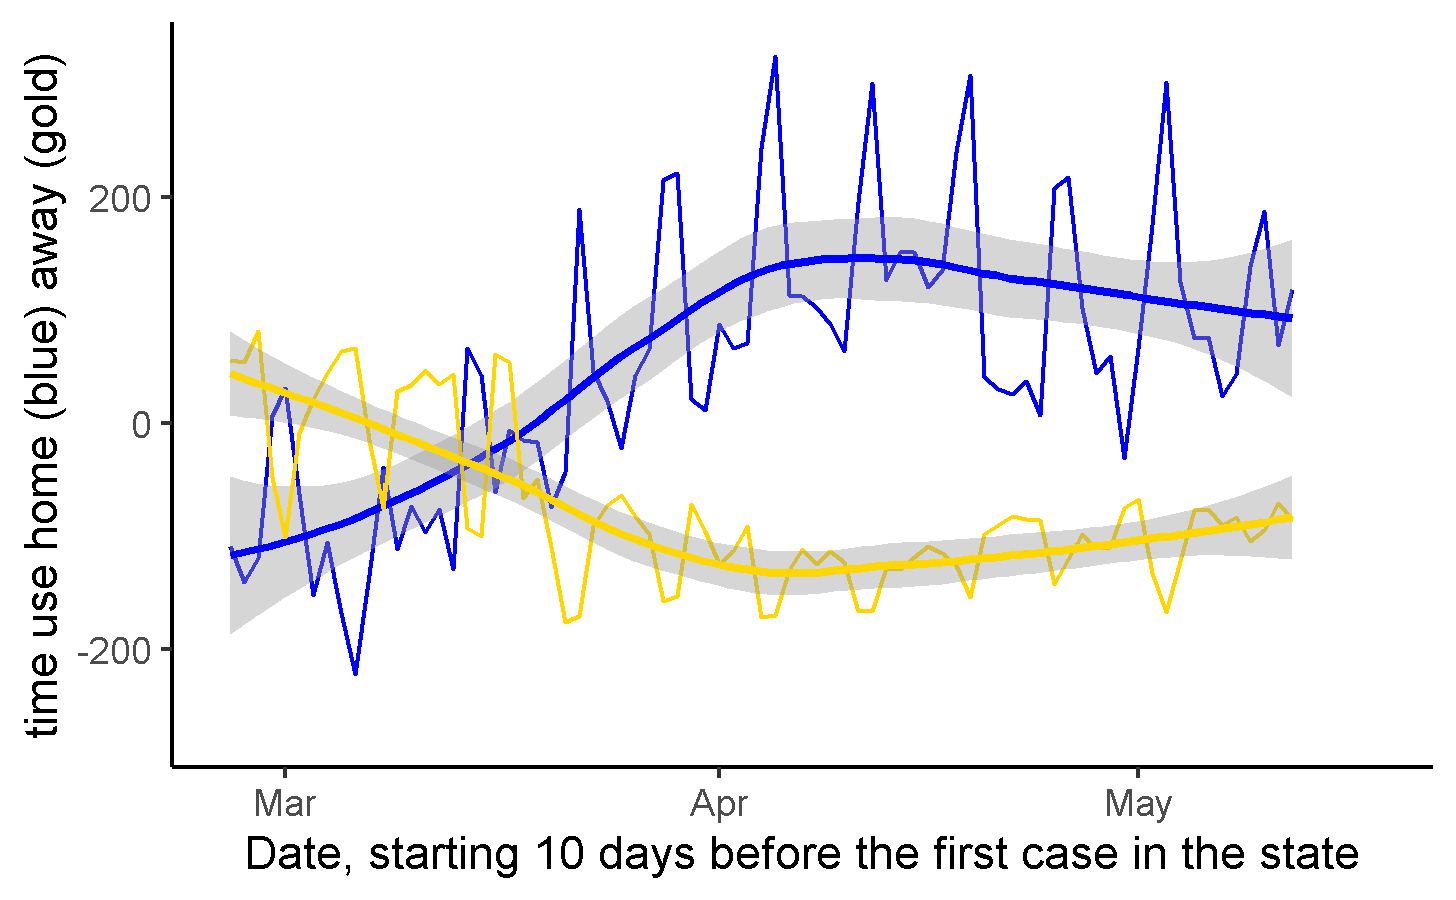 time use home (blue) away (gold)
200
0
-200
Mar Apr May
Date, starting 10 days before the first case in the state